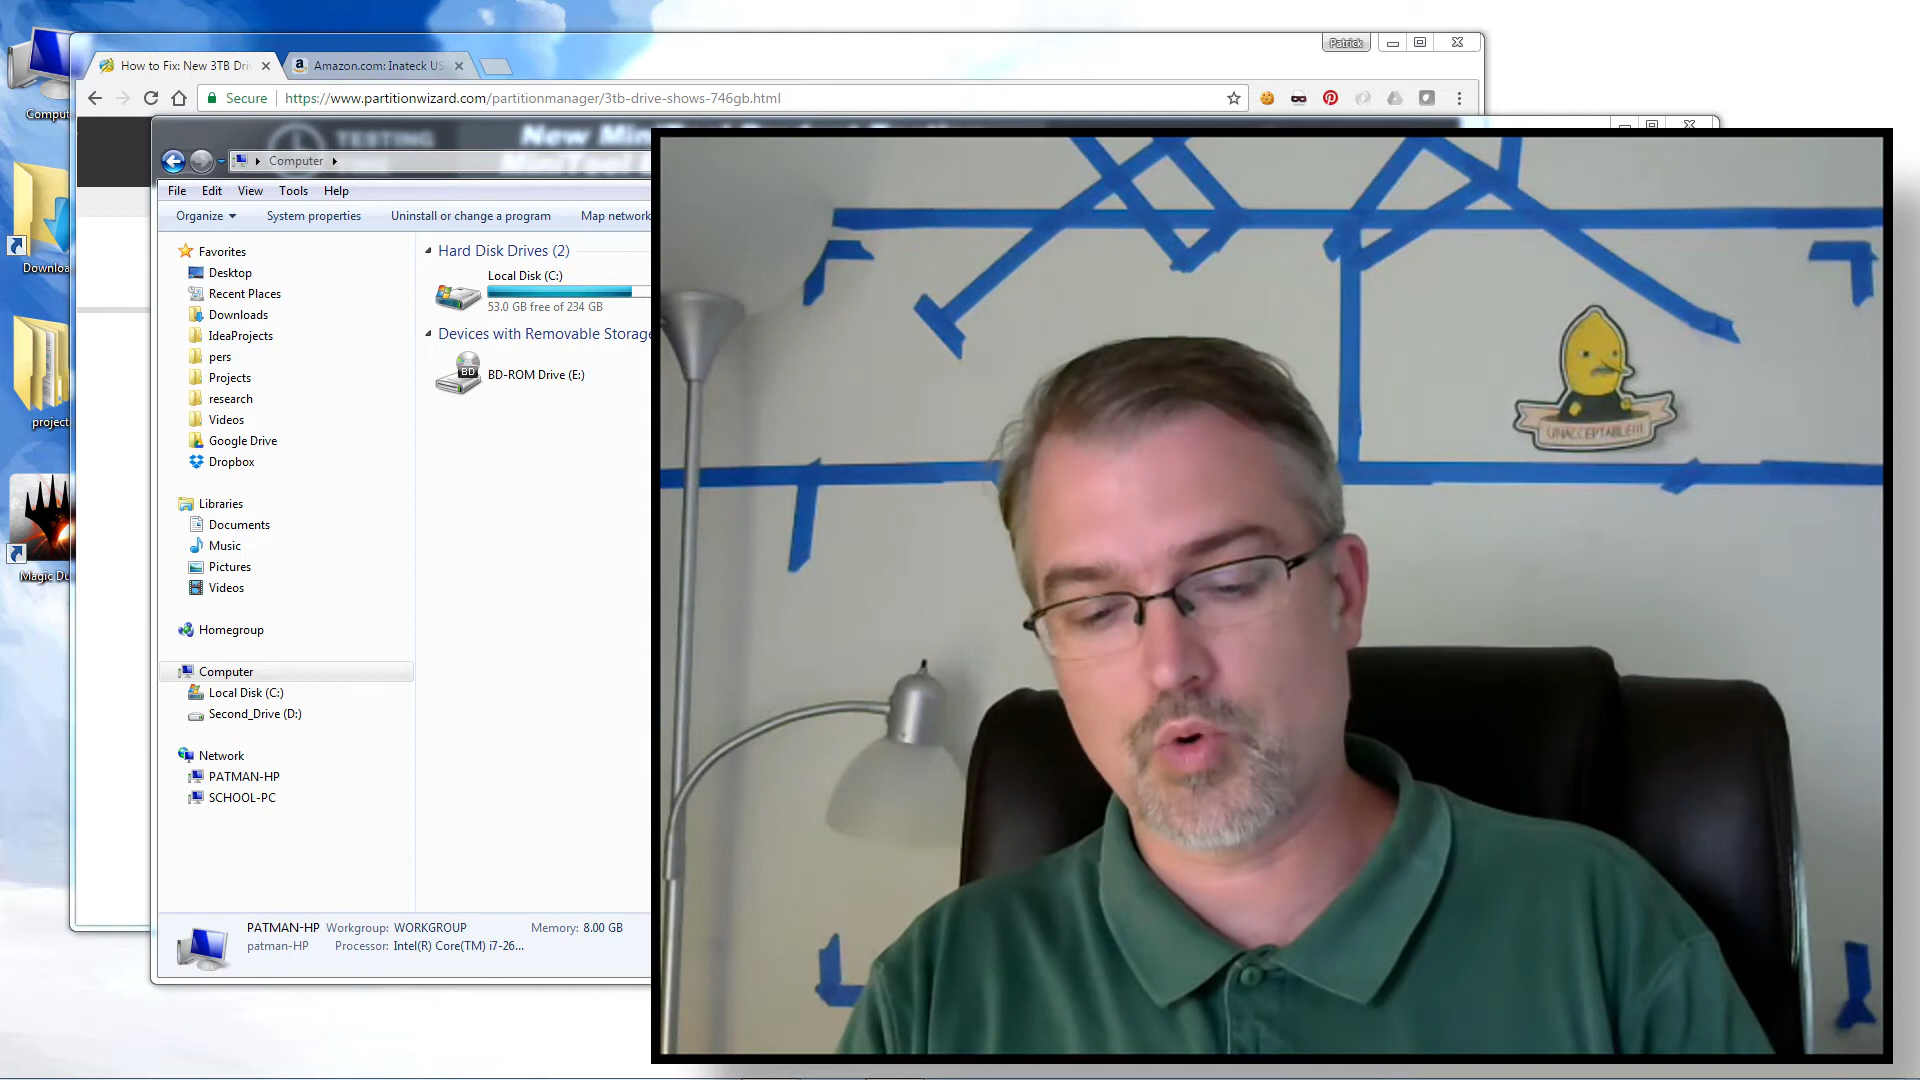 Patrick
How to Fix: New 3TB Driv
Amazon.com: Inateck US
Secure
https://www.partitionwizard.com/partitionmanager/3tb-drive-shows-746gb.html
TESTING
New Mini
MiniTool
Computer
File Edit View Tools Help
Organize System properties Uninstall or change a program Map network
Favorites
Desktop
Recent Places
Downloads
IdeaProjects
pers
Projects
research
Videos
Google Drive
Dropbox
Libraries
Documents
Music
Pictures
Videos
Homegroup
Computer
Local Disk (C:)
Second_Drive (D:)
Network
PATMAN-HP
SCHOOL-PC
Hard Disk Drives (2)
Local Disk (C:)
53.0 GB free of 234 GB
Devices with Removable Storage
BD
BD-ROM Drive (E:)
PATMAN-HP Workgroup: WORKGROUP Memory: 8.00 GB
patman-HP Processor: Intel(R) Core(TM) i7-26...
Comput
Downloa
project
Magic Du
UNACCEPTABLE!!!